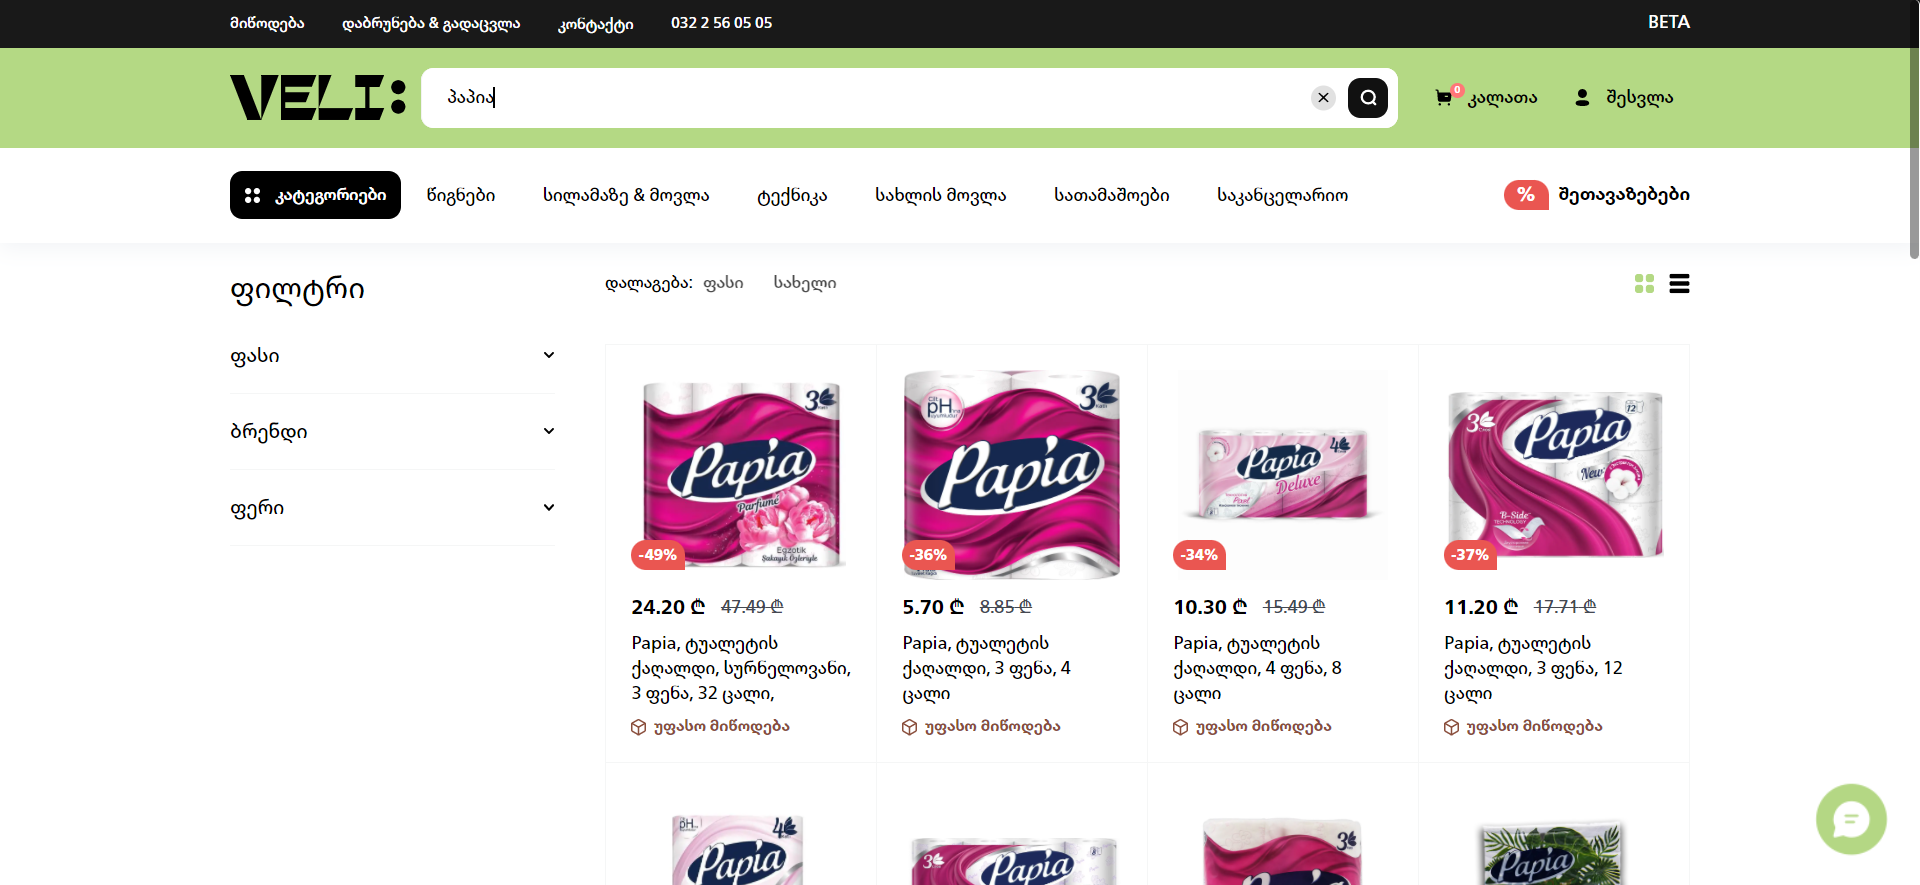 მიწოდება
დაბრუნება & გადაცვლა
კონტაქტი
032 2 56 05 05
BETA
VELI:
პაპია
0
კალათა
შესვლა
კატეგორიები
წიგნები
სილამაზე & მოვლა
ტექნიკა
სახლის მოვლა
სათამაშოები
საკანცელარიო
%
შეთავაზებები
ფილტრი
დალაგება:
ფასი
სახელი
ფასი
ბრენდი
ფერი
3
Papia
Parfume
Egzotik
Şakayık Özleriyle
-49%
24.20 ₾ 47.49 ₾
Papia, ტუალეტის
ქაღალდი, სურნელოვანი,
3 ფენა, 32 ცალი,
უფასო მიწოდება
pH
3
Papia
-36%
5.70 ₾ 8.85 ₾
Papia, ტუალეტის
ქაღალდი, 3 ფენა, 4
ცალი
უფასო მიწოდება
4
Papia
Deluxe
-34%
10.30 ₾ 15.49 ₾
Papia, ტუალეტის
ქაღალდი, 4 ფენა, 8
ცალი
უფასო მიწოდება
12
3
Papia
New
B-Side
TECHNOLOGY
-37%
11.20 ₾ 17.71 ₾
Papia, ტუალეტის
ქაღალდი, 3 ფენა, 12
ცალი
უფასო მიწოდება
pH
4
Papia
3
Papia
3
Papia